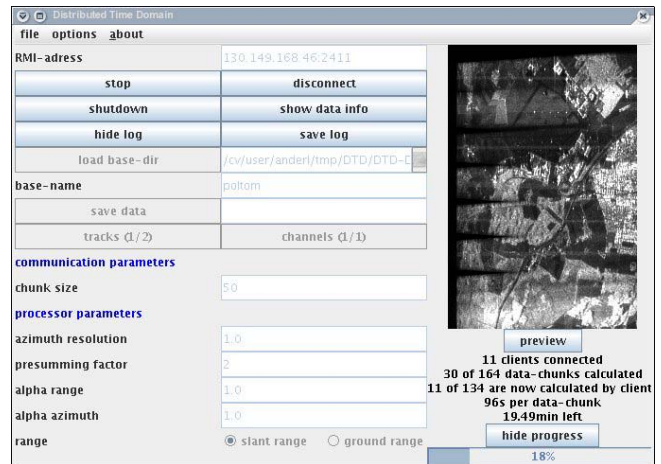 Distributed Time Domain
file options about
RMI-adress 130.149.168.46:2411
stop disconnect
shutdown show data info
hide log save log
load base-dir /cv/user/anderl/tmp/DTD/DTD-
base-name poltom
save data
tracks (1/2) channels (1/1)
communication parameters
chunk size 50
processor parameters
azimuth resolution 1.0
presumming factor 2
alpha range 1.0
alpha azimuth 1.0
range slant range ground range
preview
11 clients connected
30 of 164 data-chunks calculated
11 of 134 are now calculated by client
96s per data-chunk
19.49min left
hide progress
18%